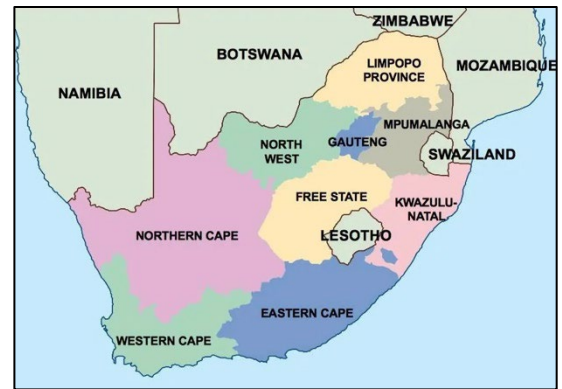 ZIMBABWE
BOTSWANA
LIMPOPO
PROVINCE
MOZAMBIQUE
NAMIBIA
MPUMALANGA
NORTH
WEST
GAUTENG
SWAZILAND
FREE STATE
KWAZULU-
NATAL
NORTHERN CAPE
LESOTHO
EASTERN CAPE
WESTERN CAPE